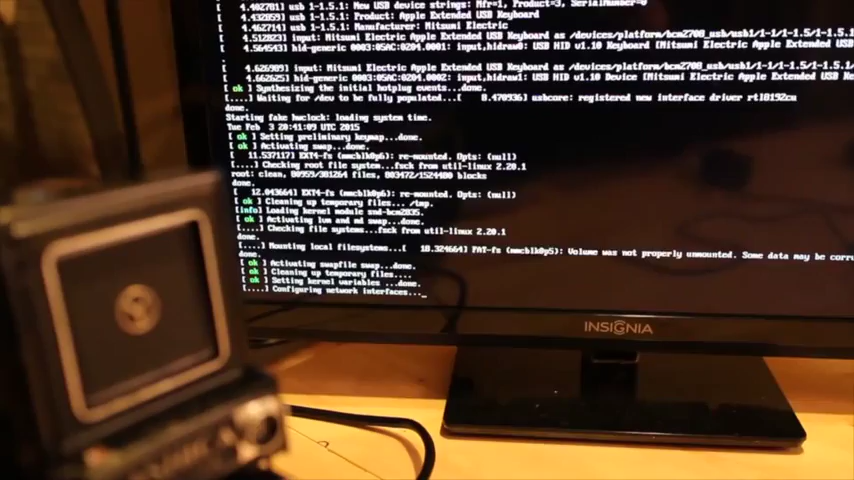 4.402781] usb 1-1.5.1: New USB device strings: Mfr=1, Product=3, SerialNumber=0
4.432859] usb 1-1.5.1: Product: Apple Extended USB Keyboard
4.462714] usb 1-1.5.1: Manufacturer: Mitsumi Electric
4.512823] input: Mitsumi Electric Apple Extended USB Keyboard as /devices/platform/bcm2708_usb/usb1/1-1/1-1.5/1-1.5.1
4.564543] hid-generic 0003:05AC:0204.0001: input,hidraw0: USB HID v1.10 Keyboard [Mitsumi Electric Apple Extended USB
4.626989] input: Mitsumi Electric Apple Extended USB Keyboard as /devices/platform/bcm2708_usb/usb1/1-1/1-1.5/1-1.5.
4.662625] hid-generic 0003:05AC:0204.0002: input,hidraw1: USB HID v1.10 Device [Mitsumi Electric Apple Extended USB Ke
[ ok ] Synthesizing the initial hotplug events...done.
[....] Waiting for /dev to be fully populated...[ 8.470936] usbcore: registered new interface driver rtl8192cu
done.
Starting fake hwclock: loading system time.
Tue Feb 3 20:41:09 UTC 2015
[ ok ] Setting preliminary keymap...done.
[ ok ] Activating swap...done.
[ 11.537117] EXT4-fs (mmcblk0p6): re-mounted. Opts: (null)
[....] Checking root file system...fsck from util-linux 2.20.1
root: clean, 80959/381264 files, 803472/1524480 blocks
done.
[ 12.043664] EXT4-fs (mmcblk0p6): re-mounted. Opts: (null)
[ ok ] Cleaning up temporary files... /tmp.
[info] Loading kernel module snd-bcm2835.
[ ok ] Activating lvm and md swap...done.
[....] Checking file systems...fsck from util-linux 2.20.1
done.
[....] Mounting local filesystems...[ 18.324664] FAT-fs (mmcblk0p5): Volume was not properly unmounted. Some data may be corru
done.
[ ok ] Activating swapfile swap...done.
[ ok ] Cleaning up temporary files....
[ ok ] Setting kernel variables ...done.
[....] Configuring network interfaces..._
INSIGNIA